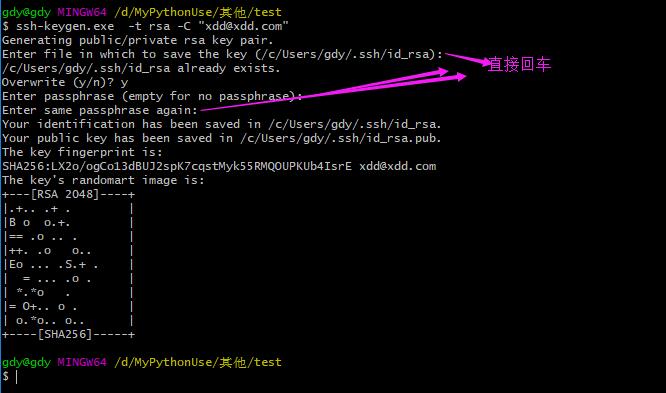 gdy@gdy MINGW64 /d/MyPythonUse/其他/test
$ ssh-keygen.exe  -t rsa -C "xdd@xdd.com"
Generating public/private rsa key pair.
Enter file in which to save the key (/c/Users/gdy/.ssh/id_rsa):
直接回车
/c/Users/gdy/.ssh/id_rsa already exists.
Overwrite (y/n)? y
Enter passphrase (empty for no passphrase):
Enter same passphrase again:
Your identification has been saved in /c/Users/gdy/.ssh/id_rsa.
Your public key has been saved in /c/Users/gdy/.ssh/id_rsa.pub.
The key fingerprint is:
SHA256:LX2o/ogCo13dBUJ2spK7cqstMyk55RMQOUPKUb4IsrE xdd@xdd.com
The key's randomart image is:
+---[RSA 2048]----+
|.+.. .+ .        |
|B o  o.+.        |
|== .o .. .       |
|++. .o   o..     |
|Eo ... .S.+ .    |
|  = ... .o .     |
| *.*o   .        |
|= O+.. o .       |
| o.*o.. o..      |
+----[SHA256]-----+
gdy@gdy MINGW64 /d/MyPythonUse/其他/test
$